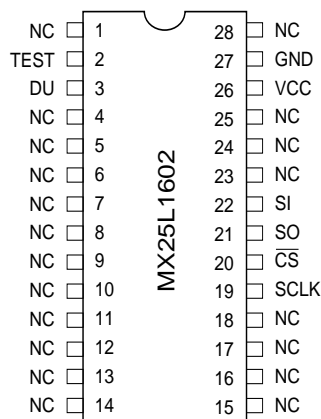 NC 1 28 NC
TEST 2 27 GND
DU 3 26 VCC
NC 4 25 NC
NC 5 24 NC
NC 6 23 NC
NC 7 22 SI
NC 8 21 SO
NC 9 20 C̅S̅
NC 10 19 SCLK
NC 11 18 NC
NC 12 17 NC
NC 13 16 NC
NC 14 15 NC
MX25L1602